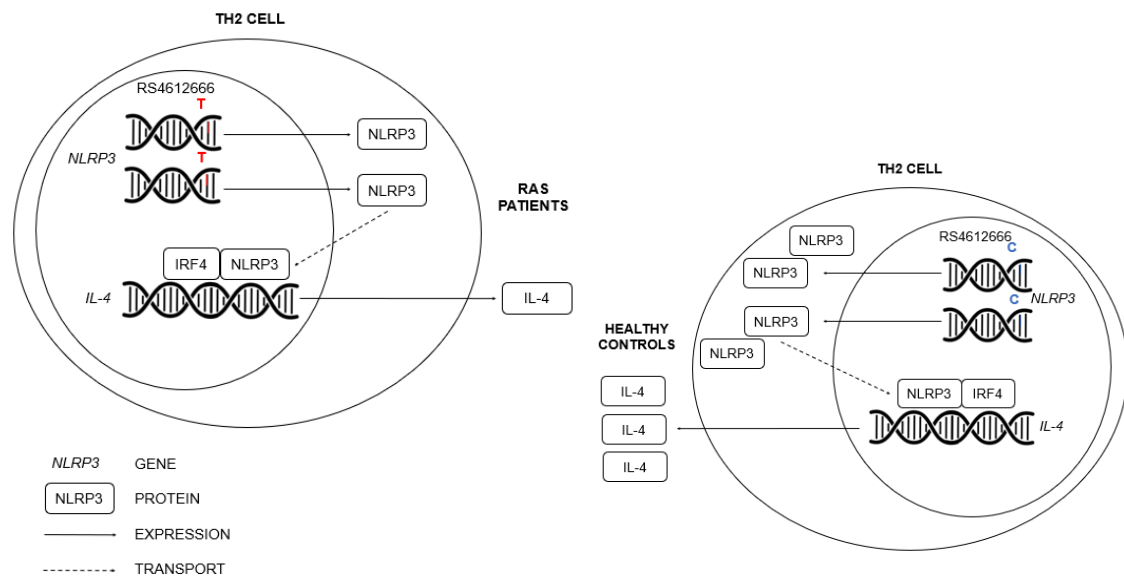 TH2 CELL
RS4612666
T
NLRP3
T
NLRP3
NLRP3
RAS
PATIENTS
IRF4
NLRP3
IL-4
IL-4
NLRP3
GENE
NLRP3
PROTEIN
EXPRESSION
TRANSPORT
TH2 CELL
RS4612666
C
NLRP3
NLRP3
C
NLRP3
NLRP3
NLRP3
HEALTHY
CONTROLS
NLRP3
IRF4
IL-4
IL-4
IL-4
IL-4